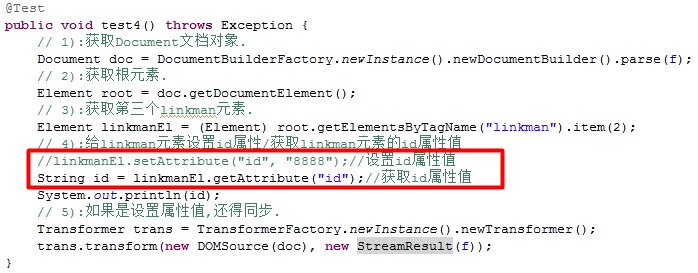 @Test
public void test4() throws Exception {
// 1):获取Document文档对象.
Document doc = DocumentBuilderFactory.newInstance().newDocumentBuilder().parse(f);
// 2):获取根元素.
Element root = doc.getDocumentElement();
// 3):获取第三个linkman元素.
Element linkmanEl = (Element) root.getElementsByTagName("linkman").item(2);
// 4):给linkman元素设置id属性/获取linkman元素的id属性值
//linkmanEl.setAttribute("id", "8888");//设置id属性值
String id = linkmanEl.getAttribute("id");//获取id属性值
System.out.println(id);
// 5):如果是设置属性值,还得同步.
Transformer trans = TransformerFactory.newInstance().newTransformer();
trans.transform(new DOMSource(doc), new StreamResult(f));
}